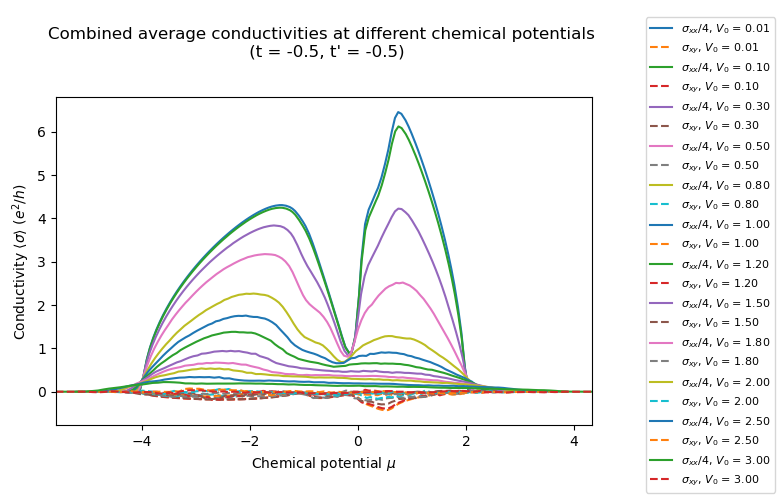 Combined average conductivities at different chemical potentials
(t = -0.5, t' = -0.5)
Conductivity ⟨σ⟩ (e²/h)
6
5
4
3
2
1
0
−4
−2
0
2
4
Chemical potential μ
σxx/4, V₀ = 0.01
σxy, V₀ = 0.01
σxx/4, V₀ = 0.10
σxy, V₀ = 0.10
σxx/4, V₀ = 0.30
σxy, V₀ = 0.30
σxx/4, V₀ = 0.50
σxy, V₀ = 0.50
σxx/4, V₀ = 0.80
σxy, V₀ = 0.80
σxx/4, V₀ = 1.00
σxy, V₀ = 1.00
σxx/4, V₀ = 1.20
σxy, V₀ = 1.20
σxx/4, V₀ = 1.50
σxy, V₀ = 1.50
σxx/4, V₀ = 1.80
σxy, V₀ = 1.80
σxx/4, V₀ = 2.00
σxy, V₀ = 2.00
σxx/4, V₀ = 2.50
σxy, V₀ = 2.50
σxx/4, V₀ = 3.00
σxy, V₀ = 3.00